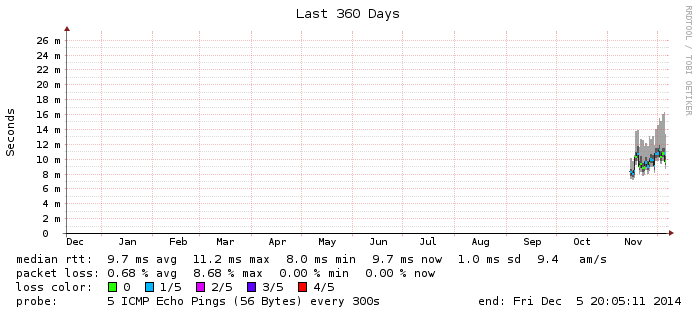 Last 360 Days
RRDTOOL / TOBI OETIKER
Seconds
26 m
24 m
22 m
20 m
18 m
16 m
14 m
12 m
10 m
8 m
6 m
4 m
2 m
0
Dec Jan Feb Mar Apr May Jun Jul Aug Sep Oct Nov
median rtt: 9.7 ms avg 11.2 ms max 8.0 ms min 9.7 ms now 1.0 ms sd 9.4 am/s
packet loss: 0.68 % avg 8.68 % max 0.00 % min 0.00 % now
loss color: 0 1/5 2/5 3/5 4/5
probe: 5 ICMP Echo Pings (56 Bytes) every 300s end: Fri Dec 5 20:05:11 2014